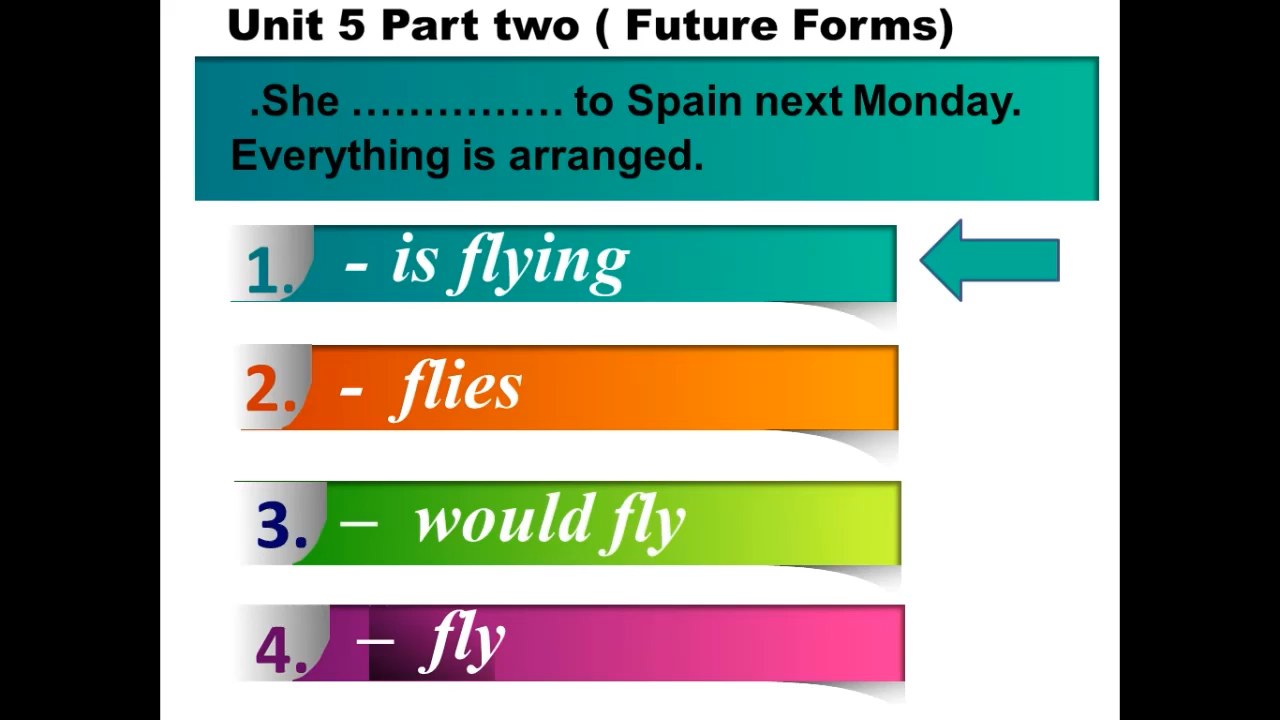 Unit 5 Part two ( Future Forms)
.She …………… to Spain next Monday.
Everything is arranged.
1. - is flying
2. - flies
3. – would fly
4. – fly